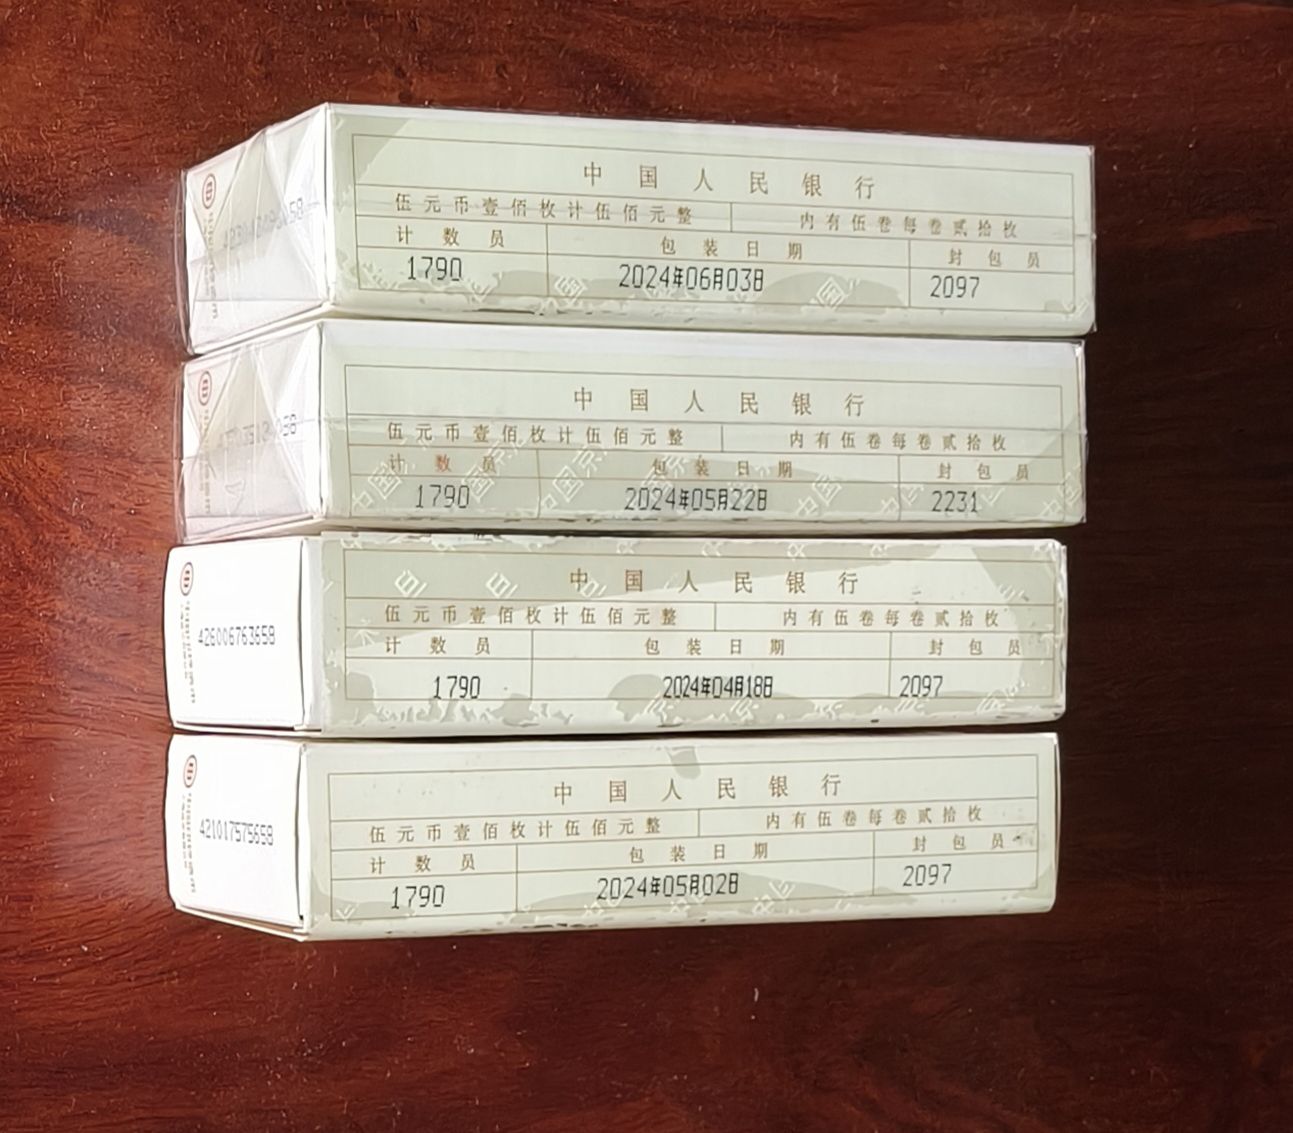 中国人民银行
伍元币壹佰枚计伍佰元整 内有伍卷每卷贰拾枚
计数员 包装日期 封包员
1790 2024年06月03日 2097
中国人民银行
伍元币壹佰枚计伍佰元整 内有伍卷每卷贰拾枚
计数员 包装日期 封包员
1790 2024年05月22日 2231
426006763658
中国人民银行
伍元币壹佰枚计伍佰元整 内有伍卷每卷贰拾枚
计数员 包装日期 封包员
1790 2024年04月18日 2097
421017575658
中国人民银行
伍元币壹佰枚计伍佰元整 内有伍卷每卷贰拾枚
计数员 包装日期 封包员
1790 2024年05月02日 2097